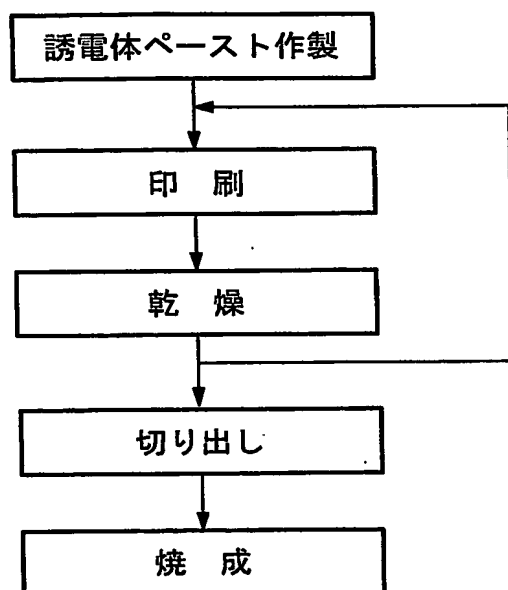 誘電体ペースト作製
印 刷
乾 燥
切り出し
焼 成